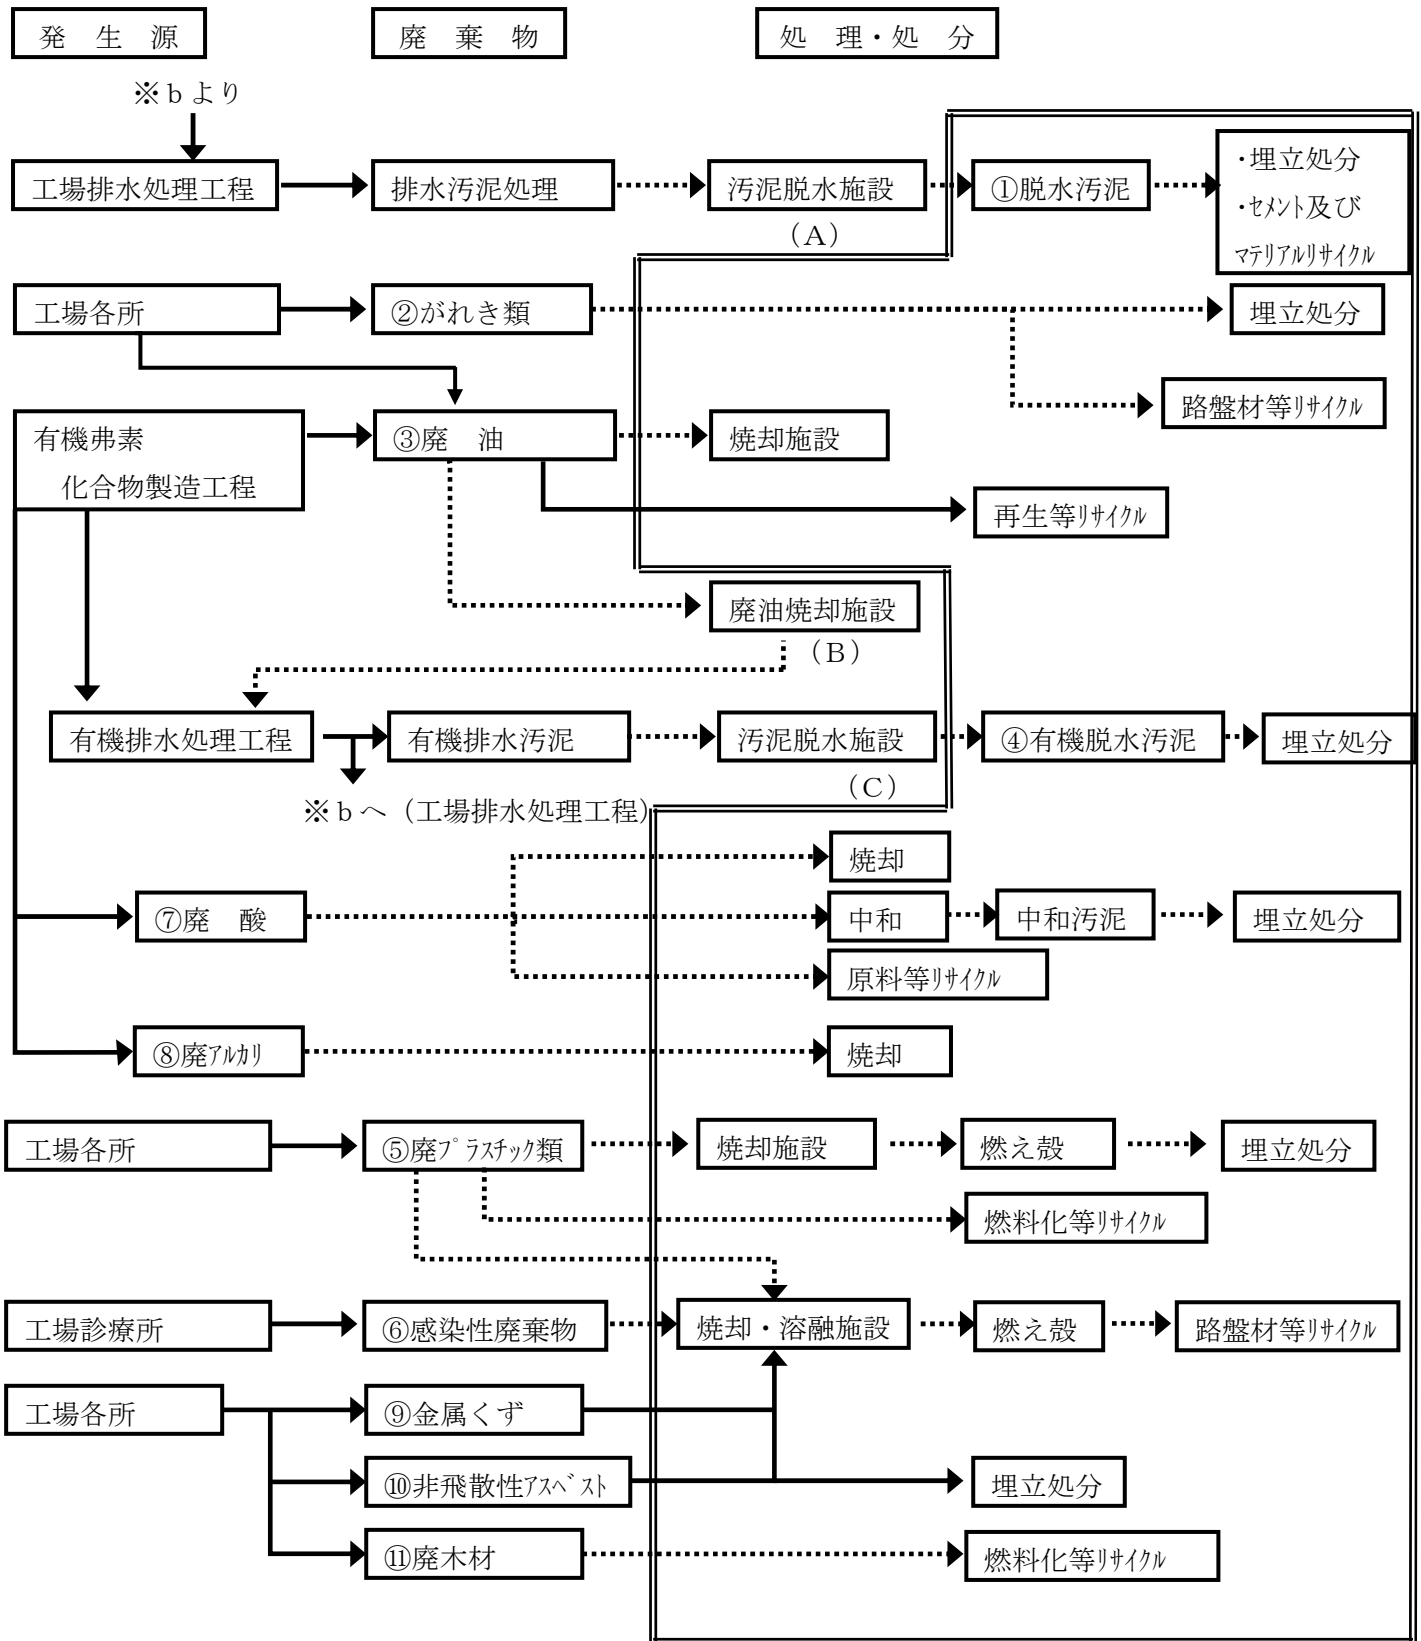 発　生　源
廃　棄　物
処　理・処　分
※ｂより
工場排水処理工程
排水汚泥処理
汚泥脱水施設
①脱水汚泥
・埋立処分
・ｾﾒﾝﾄ及び
ﾏﾃﾘｱﾙﾘｻｲｸﾙ
（A）
工場各所
②がれき類
埋立処分
路盤材等ﾘｻｲｸﾙ
有機弗素
化合物製造工程
③廃　油
焼却施設
再生等ﾘｻｲｸﾙ
廃油焼却施設
（B）
有機排水処理工程
有機排水汚泥
汚泥脱水施設
④有機脱水汚泥
埋立処分
（C）
※ｂへ（工場排水処理工程）
焼却
⑦廃　酸
中和
中和汚泥
埋立処分
原料等ﾘｻｲｸﾙ
⑧廃ｱﾙｶﾘ
焼却
工場各所
⑤廃ﾌﾟﾗｽﾁｯｸ類
焼却施設
燃え殻
埋立処分
燃料化等ﾘｻｲｸﾙ
工場診療所
⑥感染性廃棄物
焼却・溶融施設
燃え殻
路盤材等ﾘｻｲｸﾙ
工場各所
⑨金属くず
⑩非飛散性ｱｽﾍﾞｽﾄ
埋立処分
⑪廃木材
燃料化等ﾘｻｲｸﾙ